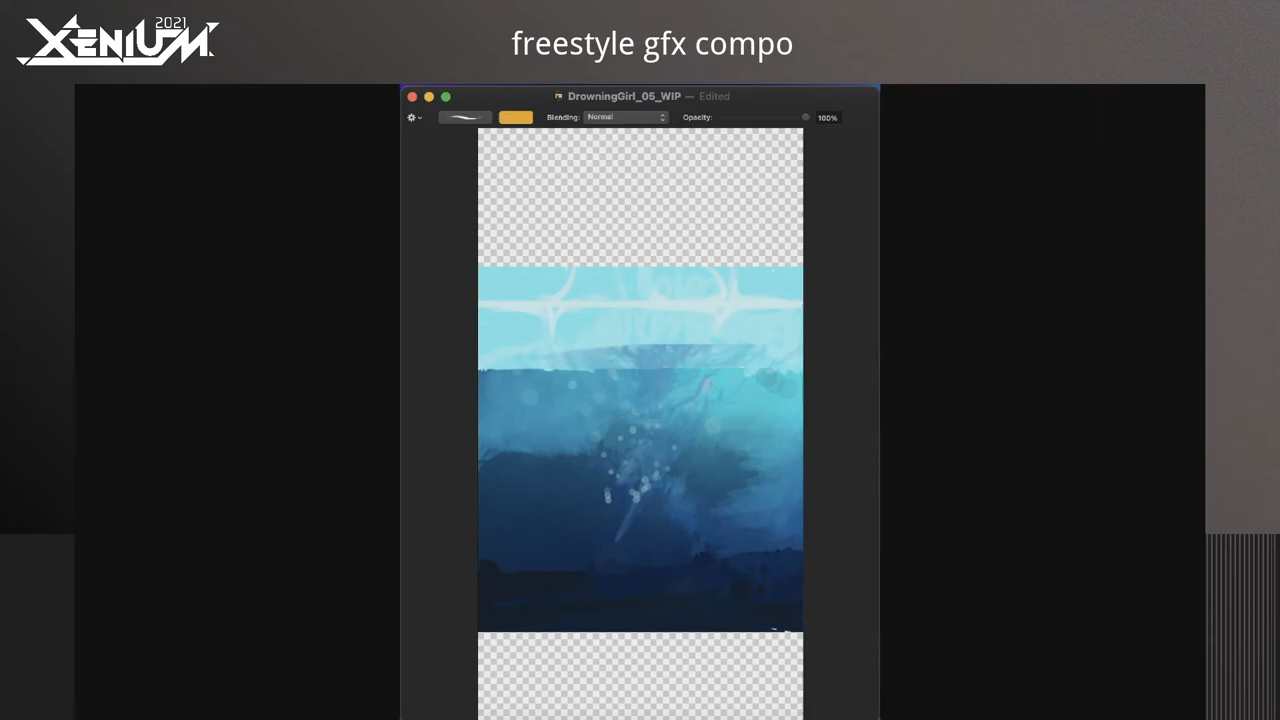 XENIUM 2021
freestyle gfx compo
DrowningGirl_05_WIP — Edited
Blending: Normal Opacity: 100%